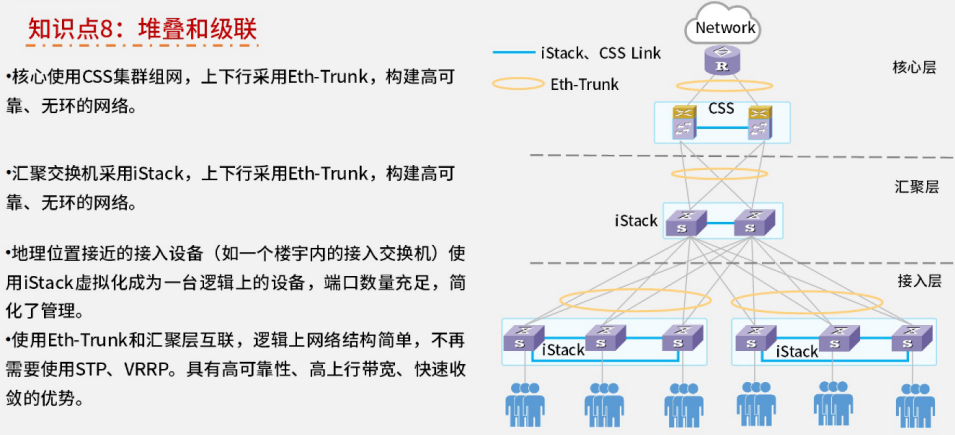 知识点8：堆叠和级联
•核心使用CSS集群组网，上下行采用Eth-Trunk，构建高可
靠、无环的网络。
•汇聚交换机采用iStack，上下行采用Eth-Trunk，构建高可
靠、无环的网络。
•地理位置接近的接入设备（如一个楼宇内的接入交换机）使
用iStack虚拟化成为一台逻辑上的设备，端口数量充足，简
化了管理。
•使用Eth-Trunk和汇聚层互联，逻辑上网络结构简单，不再
需要使用STP、VRRP。具有高可靠性、高上行带宽、快速收
敛的优势。
Network
iStack、CSS Link
R
核心层
Eth-Trunk
CSS
汇聚层
iStack
S
S
接入层
S
S
S
S
S
S
iStack
iStack